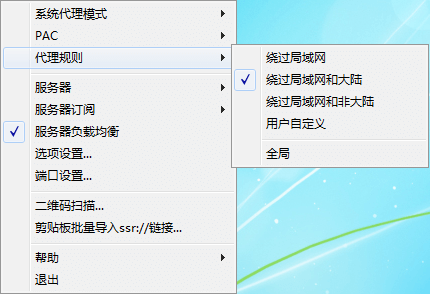 系统代理模式
PAC
代理规则
服务器
服务器订阅
服务器负载均衡
选项设置...
端口设置...
二维码扫描...
剪贴板批量导入ssr://链接...
帮助
退出
绕过局域网
绕过局域网和大陆
绕过局域网和非大陆
用户自定义
全局